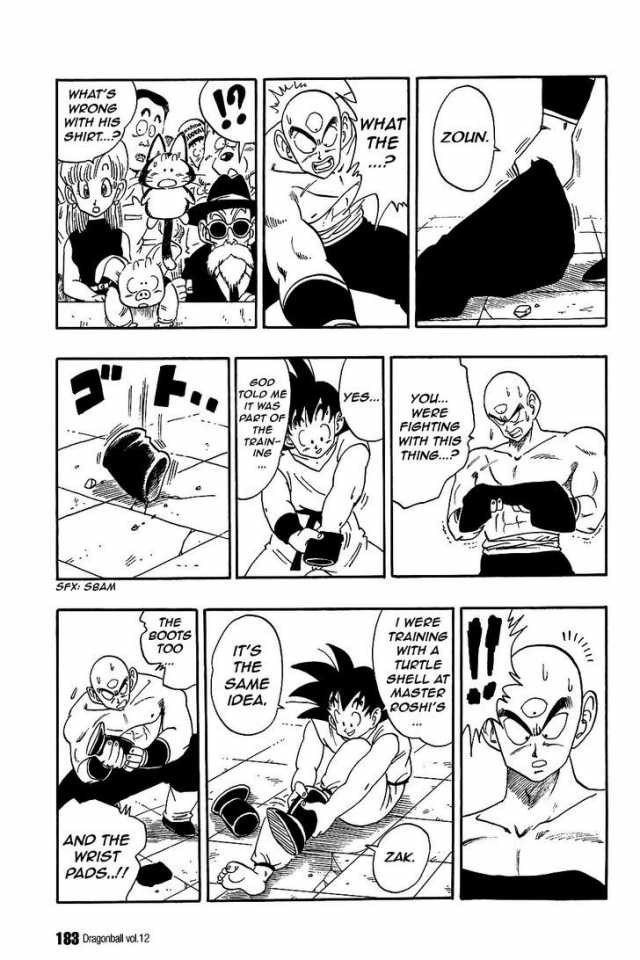 ZOUN.
WHAT
THE
....?
!?
WHAT'S
WRONG
WITH HIS
SHIRT...?
YOU...
WERE
FIGHTING
WITH THIS
THING...?
YES...
GOD
TOLD ME
IT WAS
PART OF
THE
TRAIN-
ING
...
ゴト..
SFX: SBAM
!!
I WERE
TRAINING
WITH A
TURTLE
SHELL AT
MASTER
ROSHI'S
...
IT'S
THE
SAME
IDEA.
ZAK.
THE
BOOTS
TOO
....
AND THE
WRIST
PADS..!!
183 Dragonball vol.12